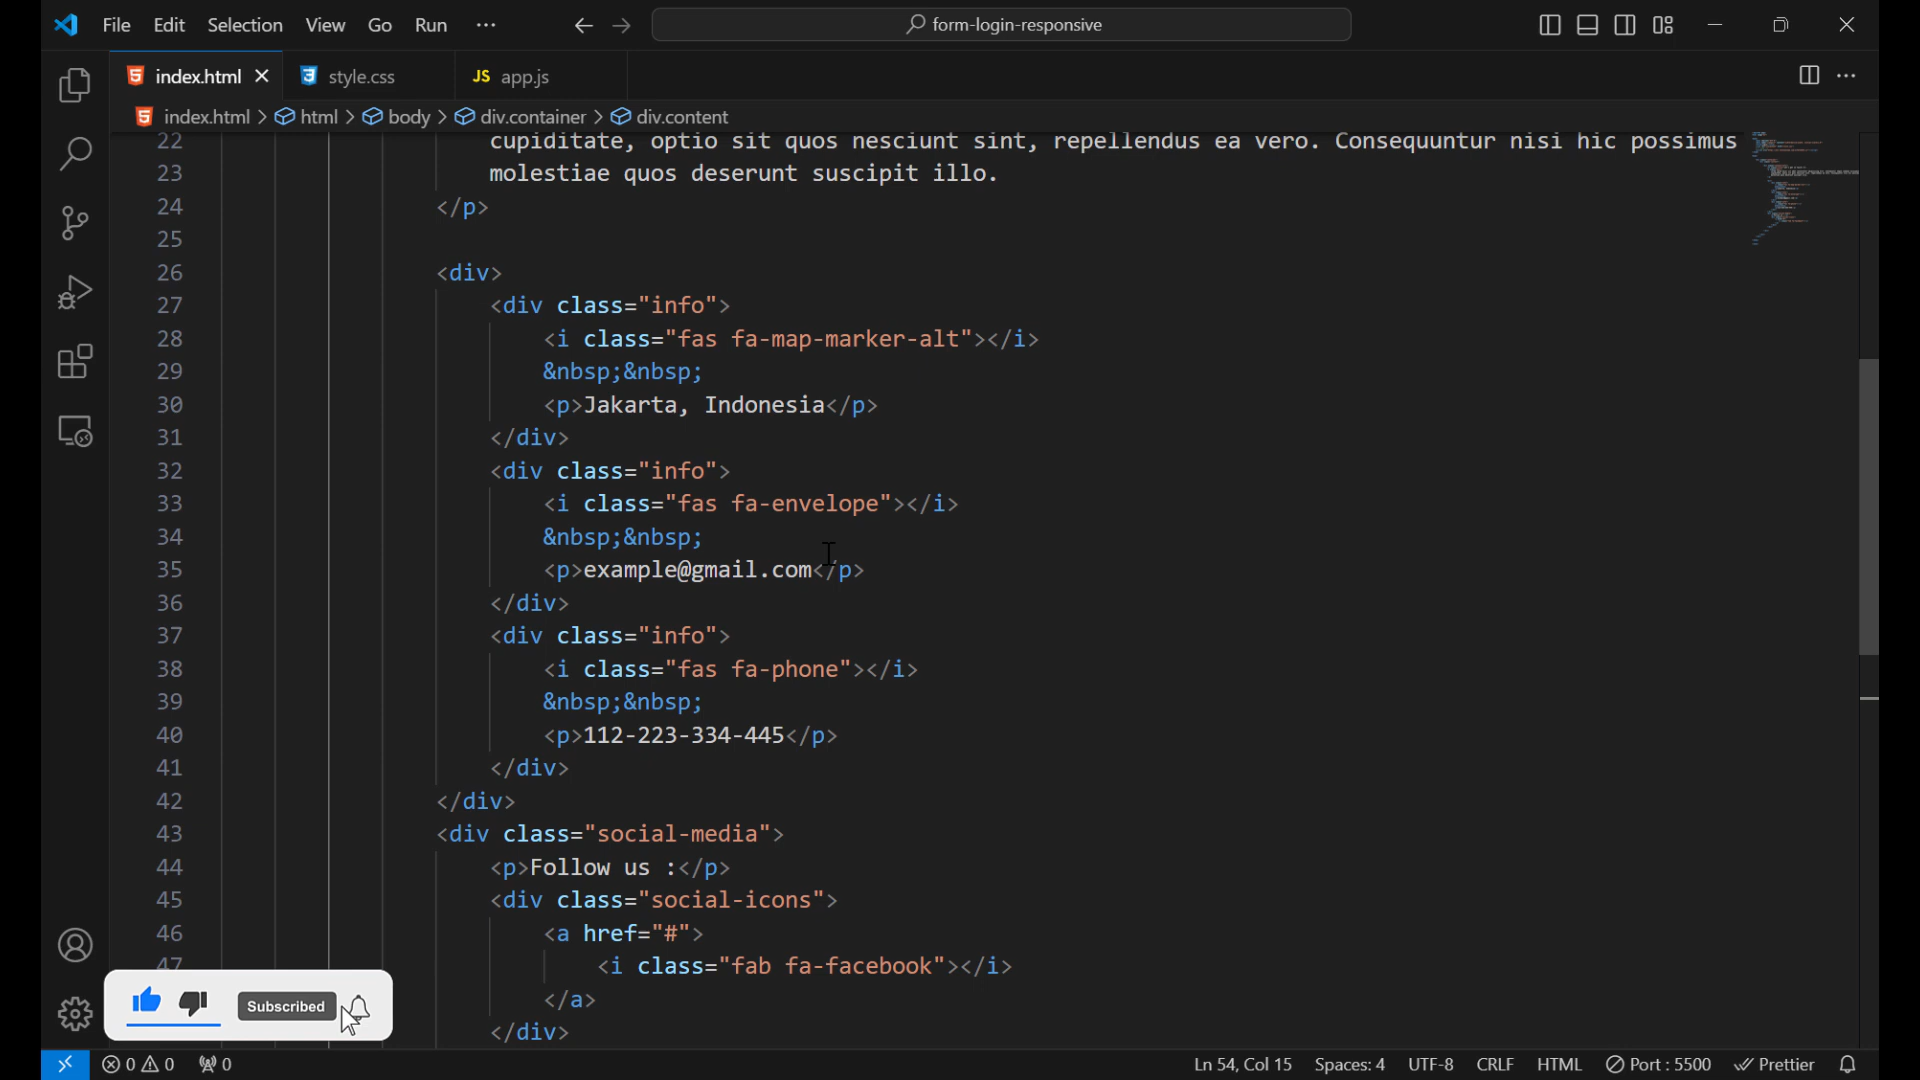 File Edit Selection View Go Run ··· form-login-responsive
index.html style.css JS app.js
index.html > html > body > div.container > div.content
22 cupiditate, optio sit quos nesciunt sint, repellendus ea vero. Consequuntur nisi hic possimus
23 molestiae quos deserunt suscipit illo.
24 </p>
25
26 <div>
27 <div class="info">
28 <i class="fas fa-map-marker-alt"></i>
29 &nbsp;&nbsp;
30 <p>Jakarta, Indonesia</p>
31 </div>
32 <div class="info">
33 <i class="fas fa-envelope"></i>
34 &nbsp;&nbsp;
35 <p>example@gmail.com</p>
36 </div>
37 <div class="info">
38 <i class="fas fa-phone"></i>
39 &nbsp;&nbsp;
40 <p>112-223-334-445</p>
41 </div>
42 </div>
43 <div class="social-media">
44 <p>Follow us :</p>
45 <div class="social-icons">
46 <a href="#">
47 <i class="fab fa-facebook"></i>
</a>
</div>
Subscribed
0 0 0 Ln 54, Col 15 Spaces: 4 UTF-8 CRLF HTML Port : 5500 Prettier